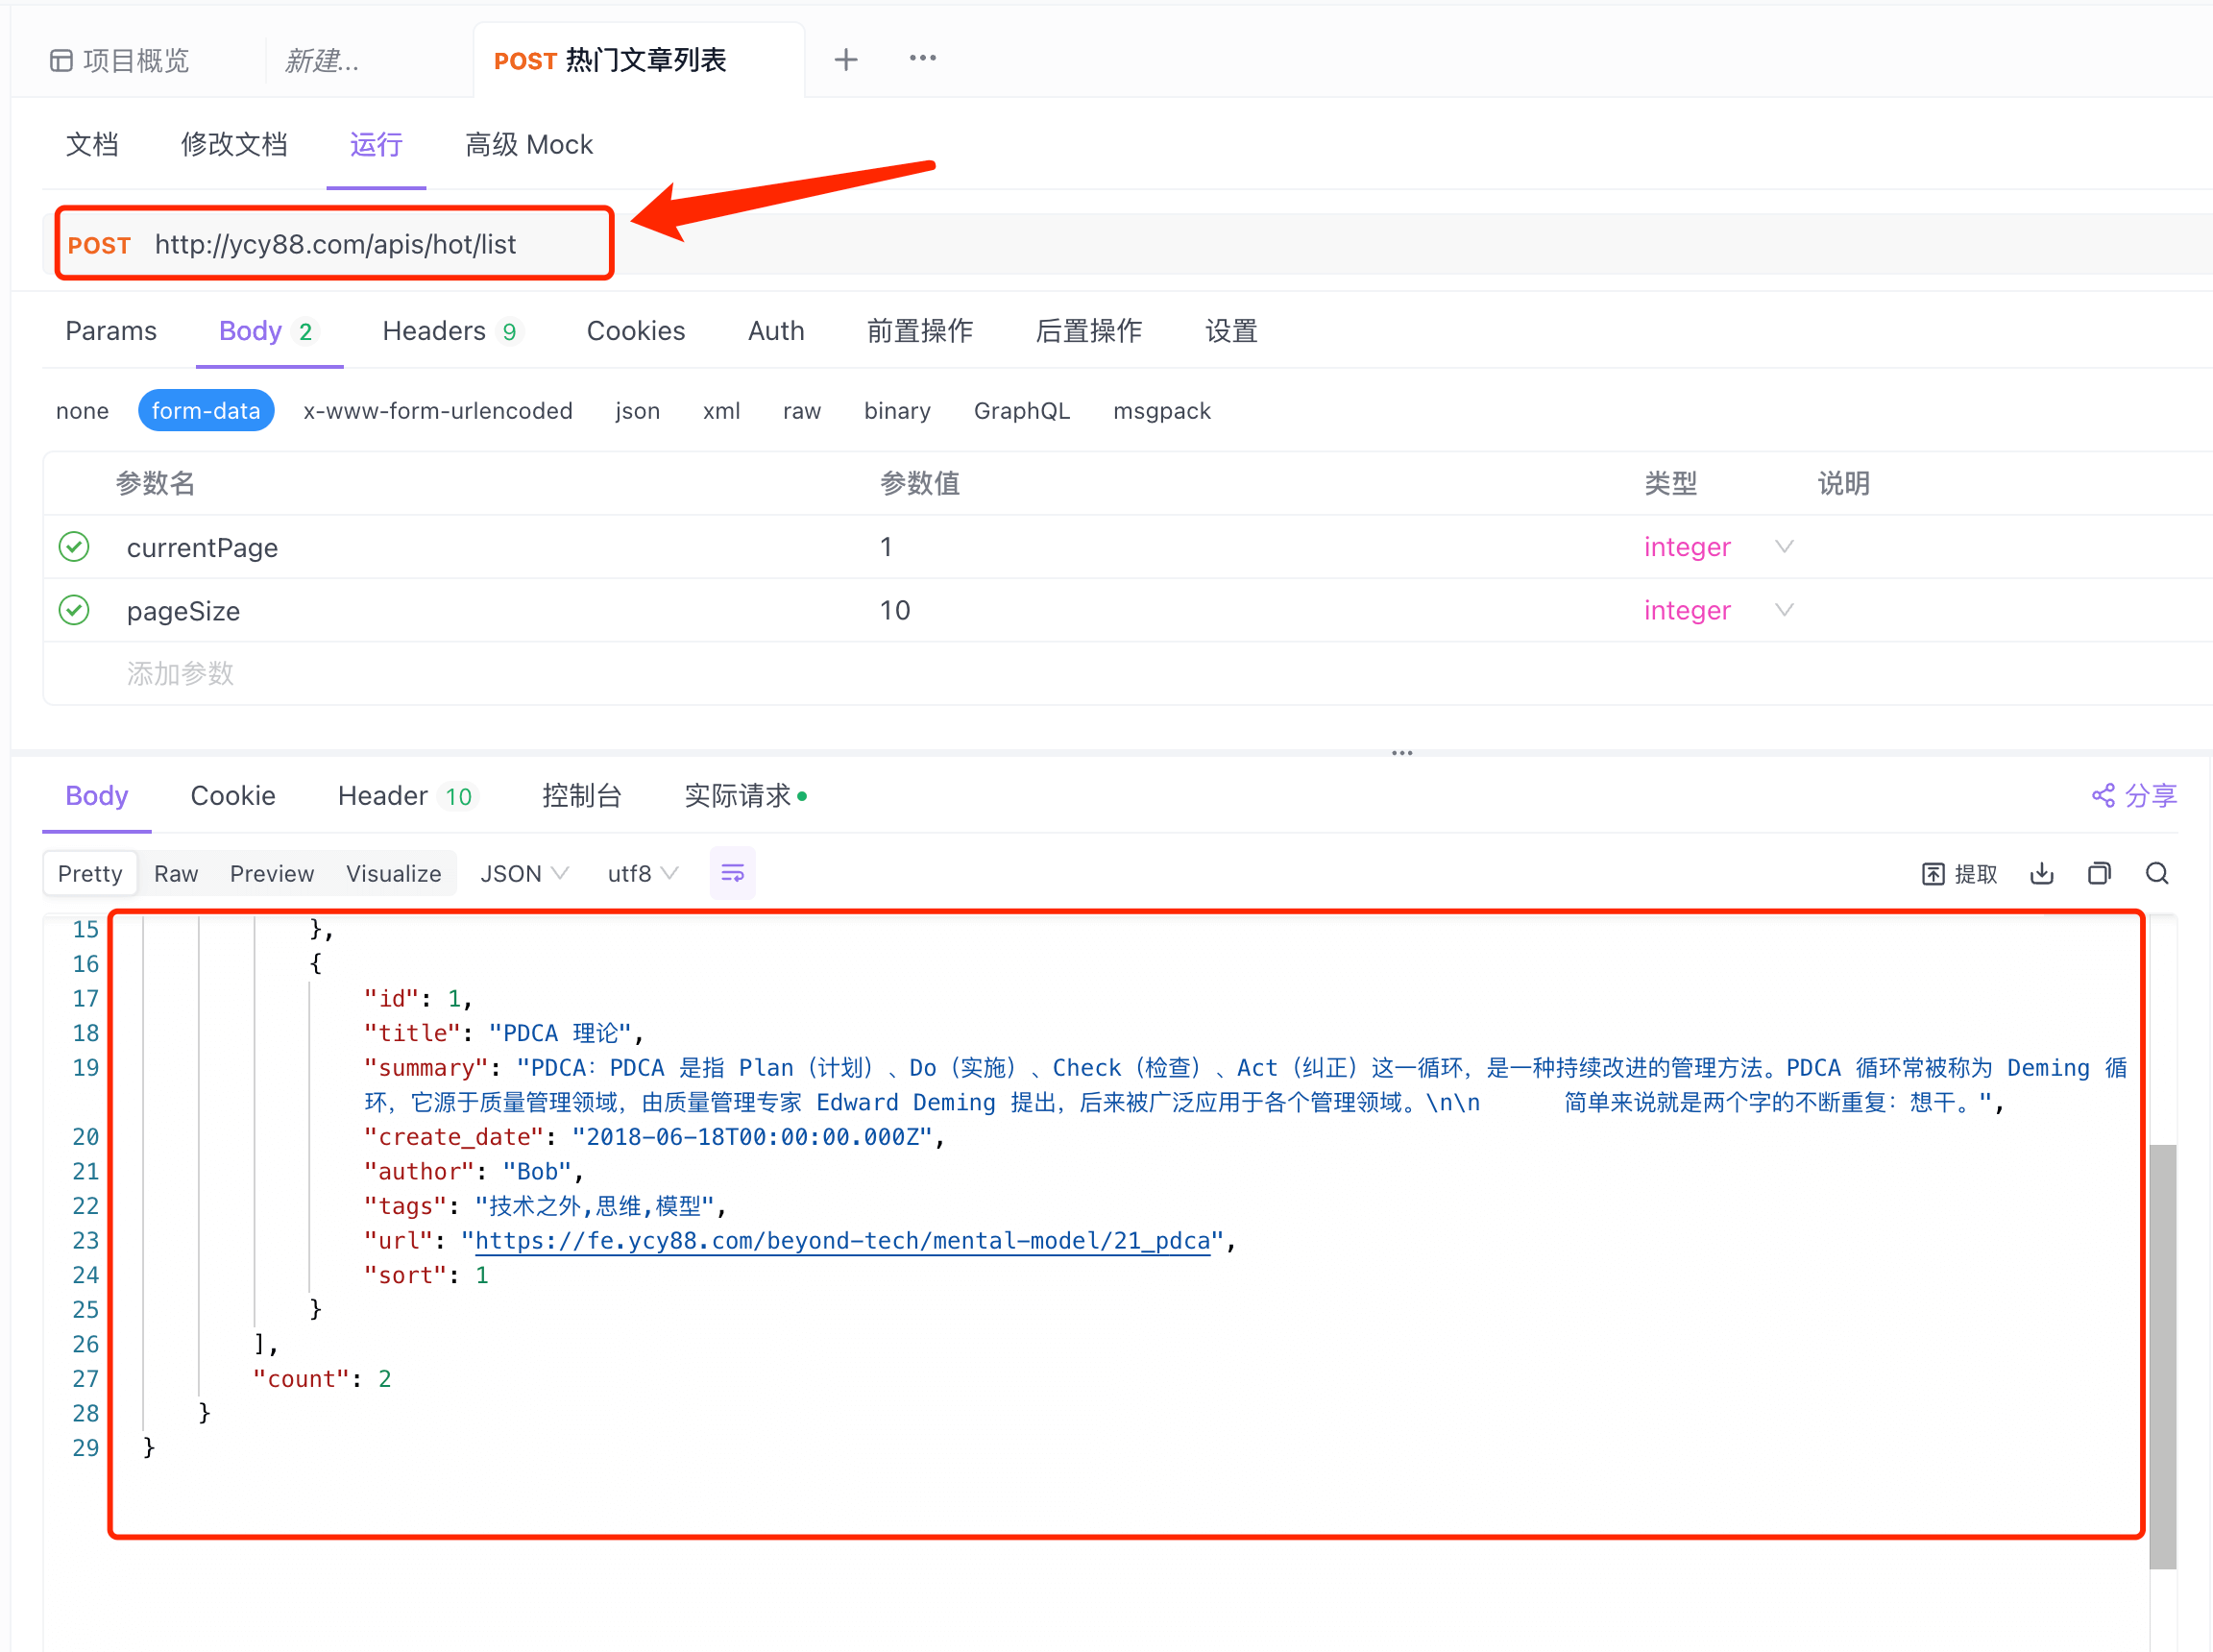 项目概览 新建... POST 热门文章列表
文档 修改文档 运行 高级 Mock
POST http://ycy88.com/apis/hot/list
Params Body 2 Headers 9 Cookies Auth 前置操作 后置操作 设置
none form-data x-www-form-urlencoded json xml raw binary GraphQL msgpack
参数名 参数值 类型 说明
currentPage 1 integer
pageSize 10 integer
添加参数
Body Cookie Header 10 控制台 实际请求 分享
Pretty Raw Preview Visualize JSON utf8 提取
15 },
16 {
17 "id": 1,
18 "title": "PDCA 理论",
19 "summary": "PDCA：PDCA 是指 Plan（计划）、Do（实施）、Check（检查）、Act（纠正）这一循环，是一种持续改进的管理方法。PDCA 循环常被称为 Deming 循
环，它源于质量管理领域，由质量管理专家 Edward Deming 提出，后来被广泛应用于各个管理领域。\n\n 简单来说就是两个字的不断重复：想干。",
20 "create_date": "2018-06-18T00:00:00.000Z",
21 "author": "Bob",
22 "tags": "技术之外,思维,模型",
23 "url": "https://fe.ycy88.com/beyond-tech/mental-model/21_pdca",
24 "sort": 1
25 }
26 ],
27 "count": 2
28 }
29 }